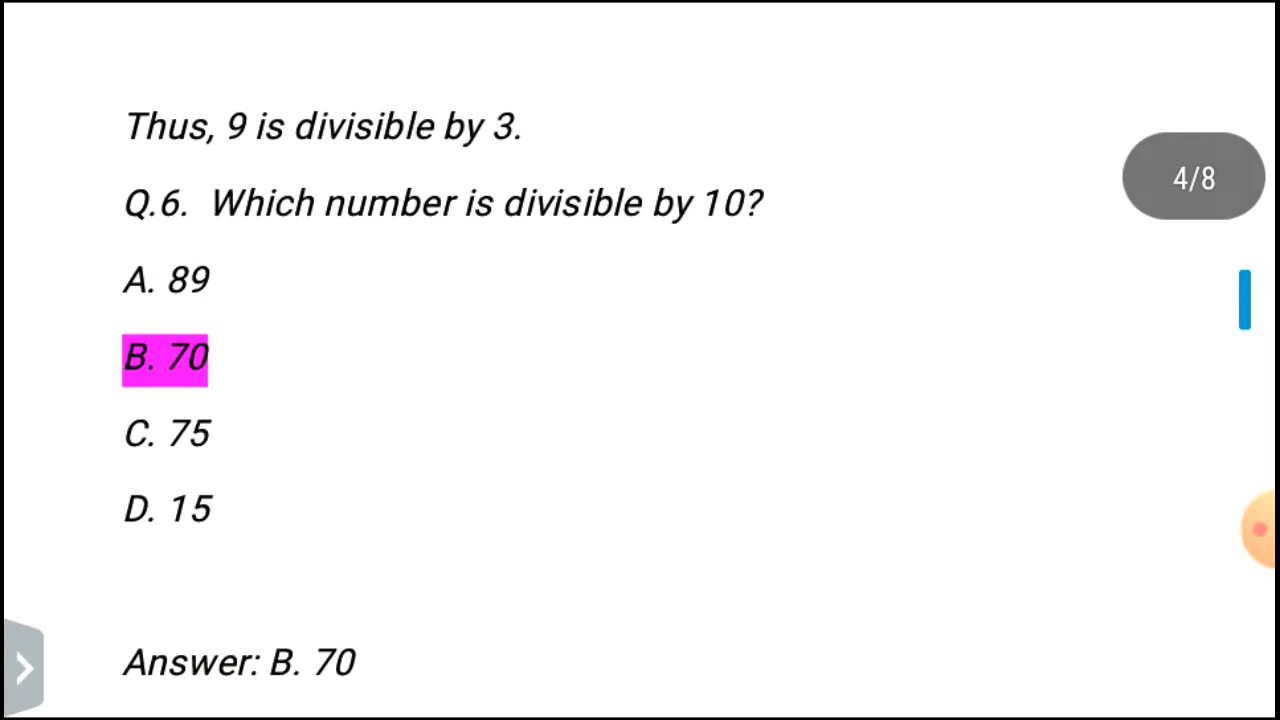 Thus, 9 is divisible by 3.
4/8
Q.6. Which number is divisible by 10?
A. 89
B. 70
C. 75
D. 15
Answer: B. 70